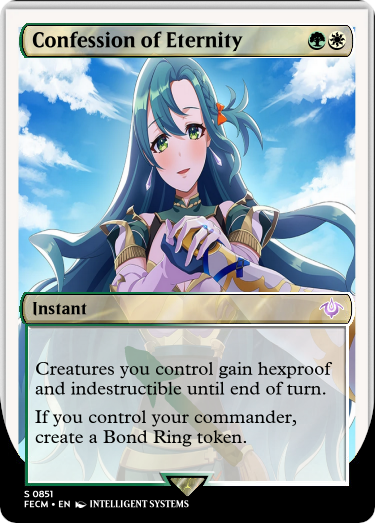 Confession of Eternity
Instant
Creatures you control gain hexproof
and indestructible until end of turn.
If you control your commander,
create a Bond Ring token.
S 0851
FECM • EN INTELLIGENT SYSTEMS